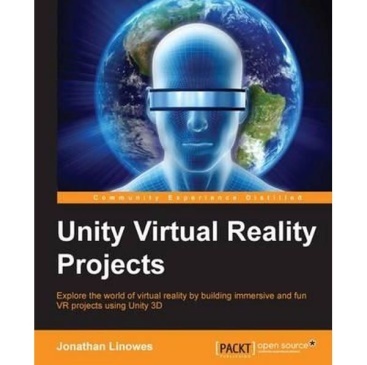 Community Experience Distilled
Unity Virtual Reality
Projects
Explore the world of virtual reality by building immersive and fun
VR projects using Unity 3D
Jonathan Linowes
[PACKT] open source*
PUBLISHING